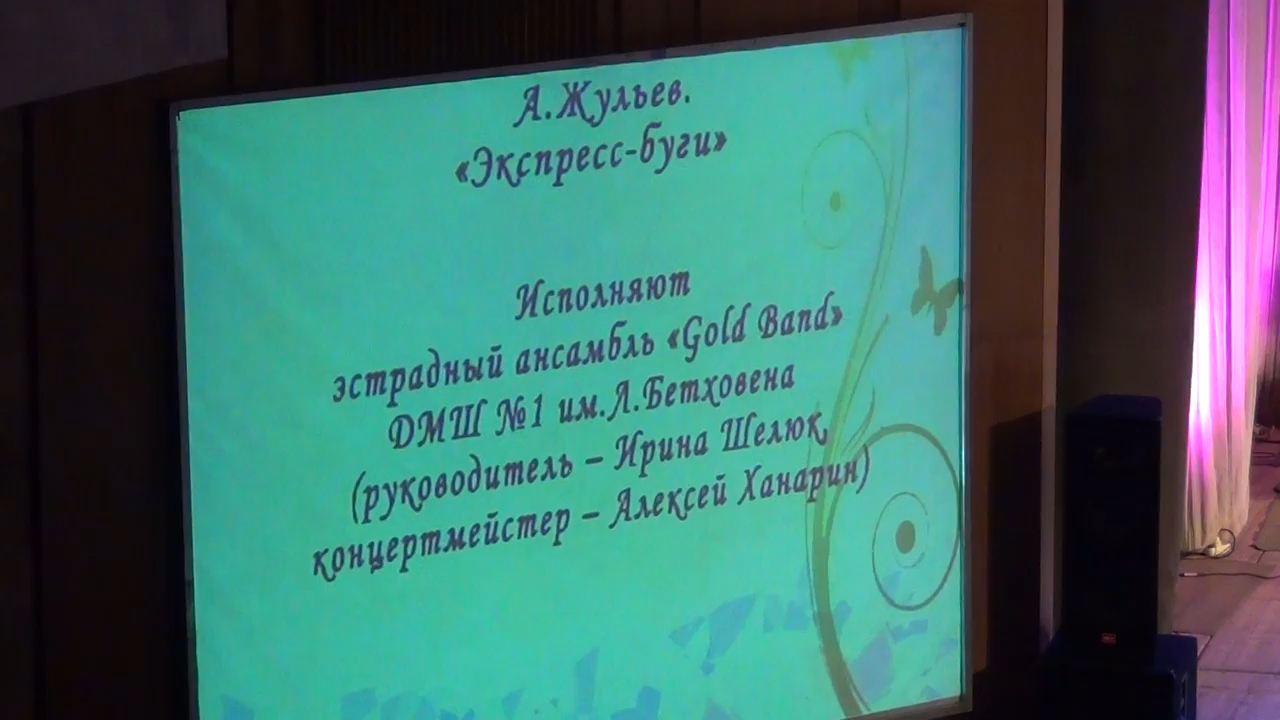 А.Жульев.
«Экспресс-буги»
Исполняют
эстрадный ансамбль «Gold Band»
ДМШ №1 им.Л.Бетховена
(руководитель – Ирина Шелюк,
концертмейстер – Алексей Ханарин)